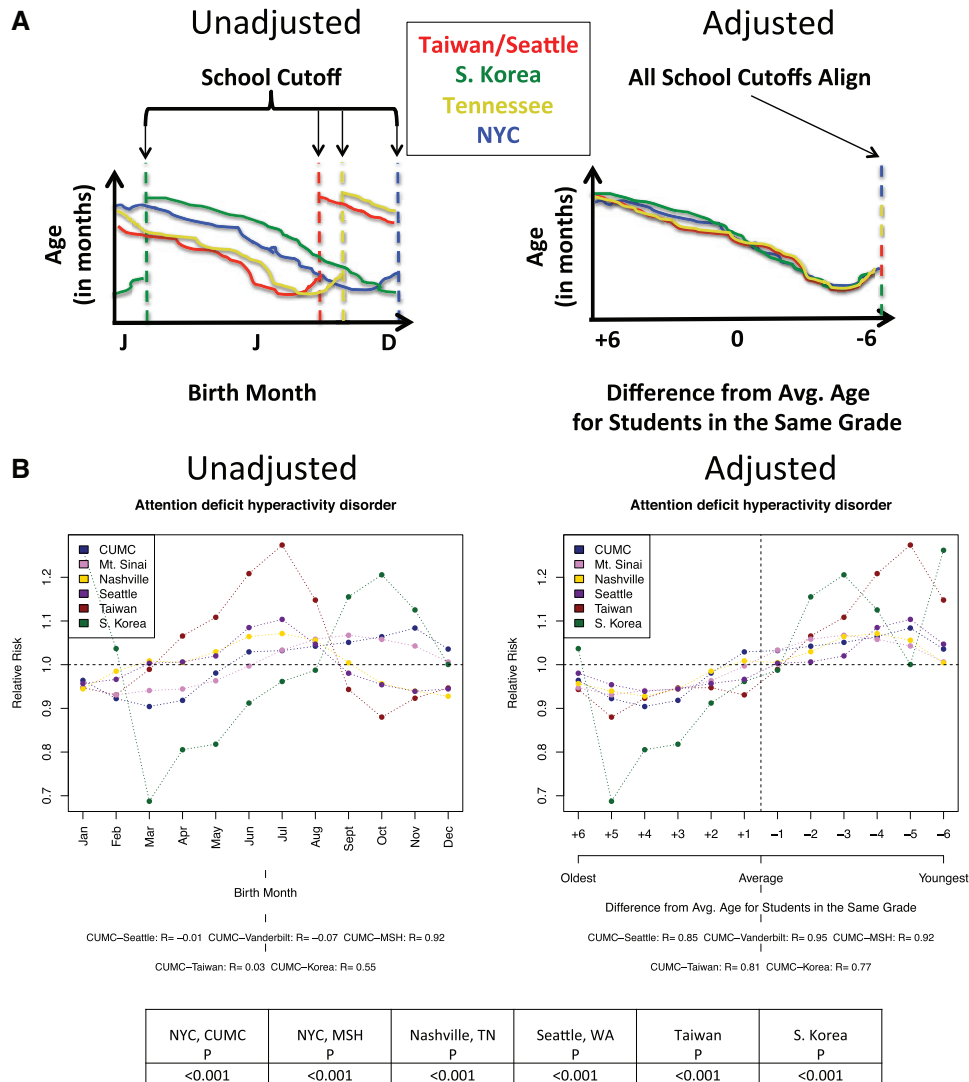 A
Unadjusted
Adjusted
Taiwan/Seattle
S. Korea
Tennessee
NYC
School Cutoff
All School Cutoffs Align
Age
(in months)
J
J
D
Birth Month
Age
(in months)
+6
0
-6
Difference from Avg. Age
for Students in the Same Grade
B
Unadjusted
Attention deficit hyperactivity disorder
CUMC
Mt. Sinai
Nashville
Seattle
Taiwan
S. Korea
Relative Risk
1.2
1.1
1.0
0.9
0.8
0.7
Jan
Feb
Mar
Apr
May
Jun
Jul
Aug
Sept
Oct
Nov
Dec
Birth Month
CUMC–Seattle: R= –0.01 CUMC–Vanderbilt: R= –0.07 CUMC–MSH: R= 0.92
CUMC–Taiwan: R= 0.03 CUMC–Korea: R= 0.55
Adjusted
Attention deficit hyperactivity disorder
CUMC
Mt. Sinai
Nashville
Seattle
Taiwan
S. Korea
Relative Risk
1.2
1.1
1.0
0.9
0.8
0.7
+6 +5 +4 +3 +2 +1 –1 –2 –3 –4 –5 –6
Oldest Average Youngest
Difference from Avg. Age for Students in the Same Grade
CUMC–Seattle: R= 0.85 CUMC–Vanderbilt: R= 0.95 CUMC–MSH: R= 0.92
CUMC–Taiwan: R= 0.81 CUMC–Korea: R= 0.77
NYC, CUMC NYC, MSH Nashville, TN Seattle, WA Taiwan S. Korea
P P P P P P
<0.001 <0.001 <0.001 <0.001 <0.001 <0.001